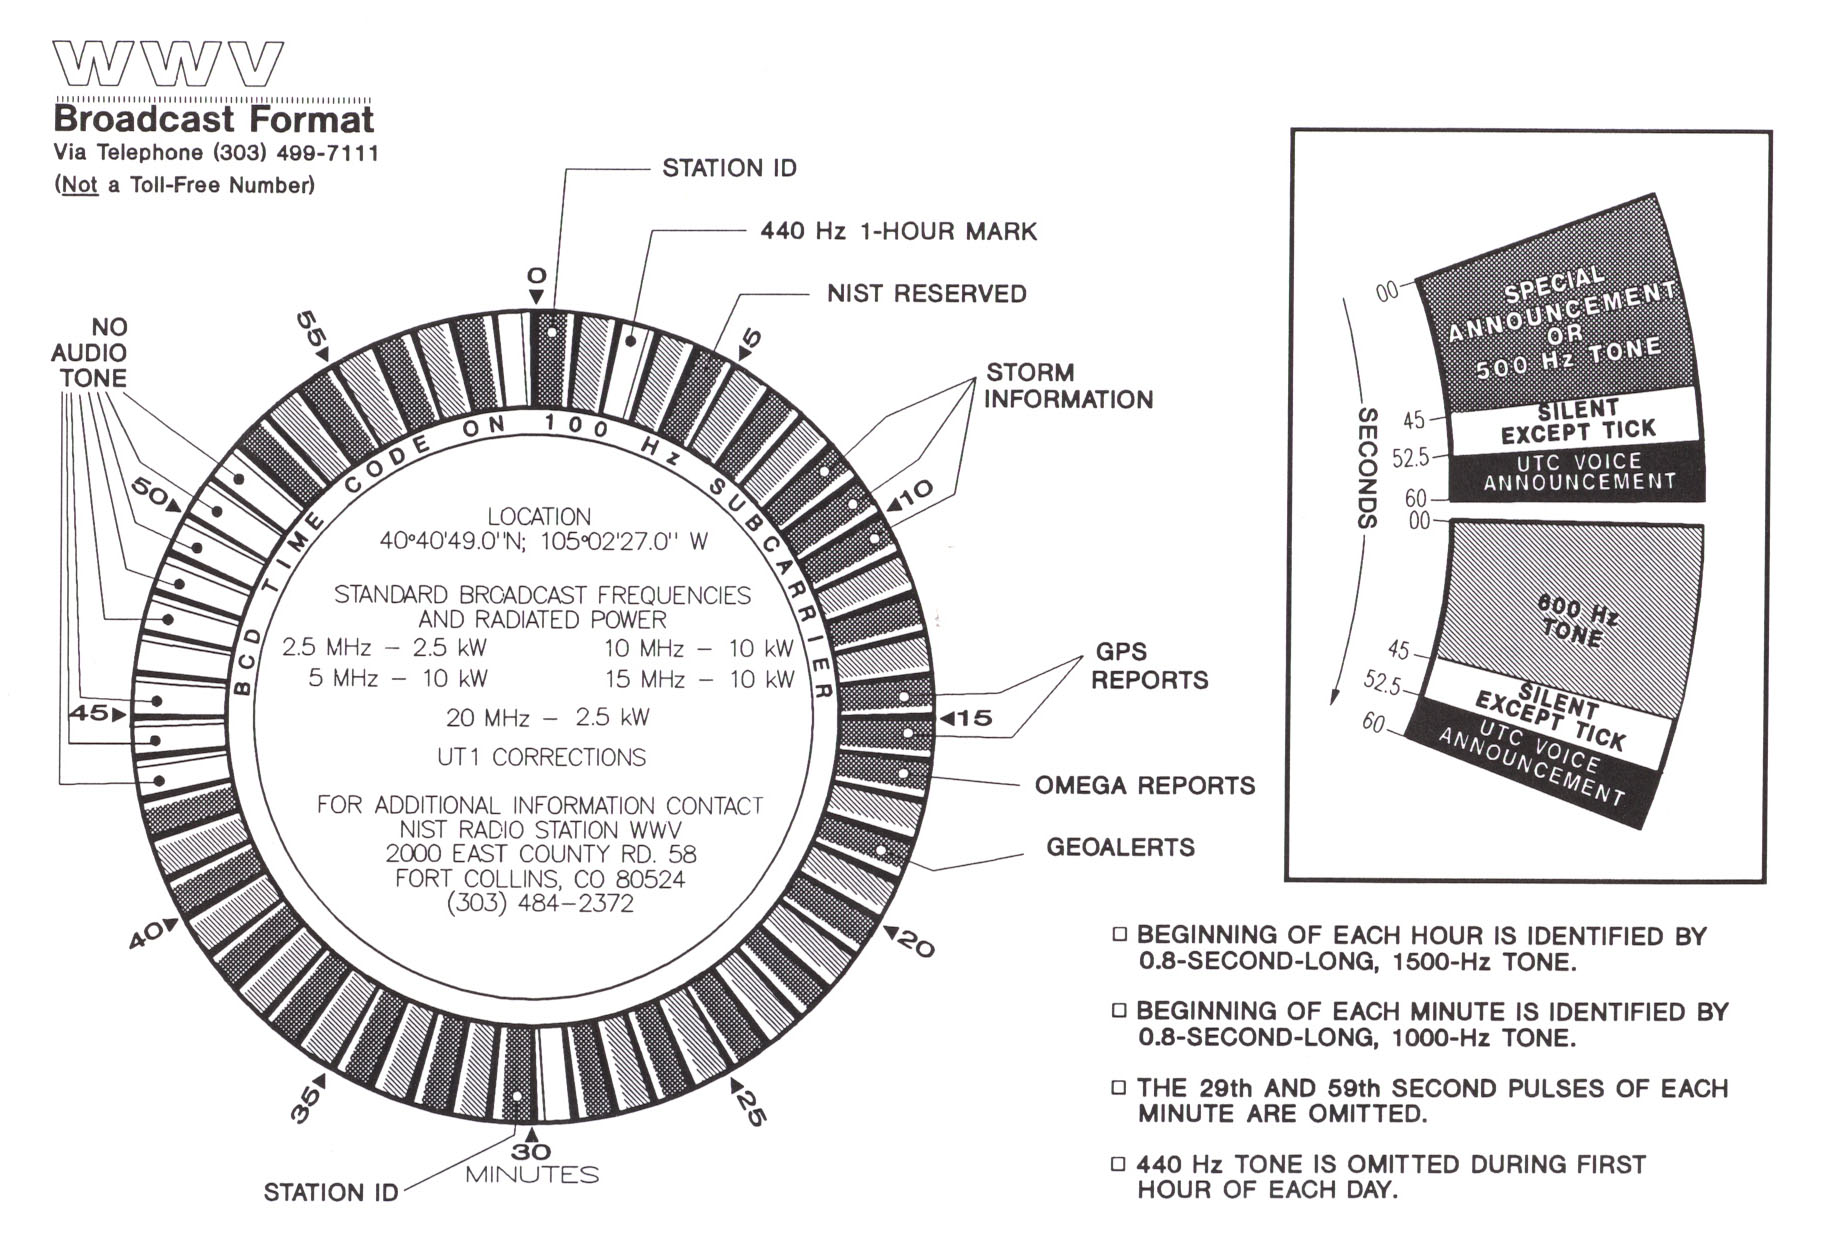 WWV
Broadcast Format
Via Telephone (303) 499-7111
(Not a Toll-Free Number)
STATION ID
440 Hz 1-HOUR MARK
NIST RESERVED
STORM
INFORMATION
GPS
REPORTS
OMEGA REPORTS
GEOALERTS
NO
AUDIO
TONE
0
5
10
15
20
25
30
MINUTES
35
40
45
50
55
STATION ID
BCD TIME CODE ON 100 Hz SUBCARRIER
LOCATION
40°40'49.0"N; 105°02'27.0" W
STANDARD BROADCAST FREQUENCIES
AND RADIATED POWER
2.5 MHz – 2.5 kW 10 MHz – 10 kW
5 MHz – 10 kW 15 MHz – 10 kW
20 MHz – 2.5 kW
UT1 CORRECTIONS
FOR ADDITIONAL INFORMATION CONTACT
NIST RADIO STATION WWV
2000 EAST COUNTY RD. 58
FORT COLLINS, CO 80524
(303) 484-2372
SECONDS
00
SPECIAL
ANNOUNCEMENT
OR
500 Hz TONE
45
SILENT
EXCEPT TICK
52.5
UTC VOICE
ANNOUNCEMENT
60
00
600 Hz
TONE
45
SILENT
EXCEPT TICK
52.5
UTC VOICE
ANNOUNCEMENT
60
□ BEGINNING OF EACH HOUR IS IDENTIFIED BY
0.8-SECOND-LONG, 1500-Hz TONE.
□ BEGINNING OF EACH MINUTE IS IDENTIFIED BY
0.8-SECOND-LONG, 1000-Hz TONE.
□ THE 29th AND 59th SECOND PULSES OF EACH
MINUTE ARE OMITTED.
□ 440 Hz TONE IS OMITTED DURING FIRST
HOUR OF EACH DAY.